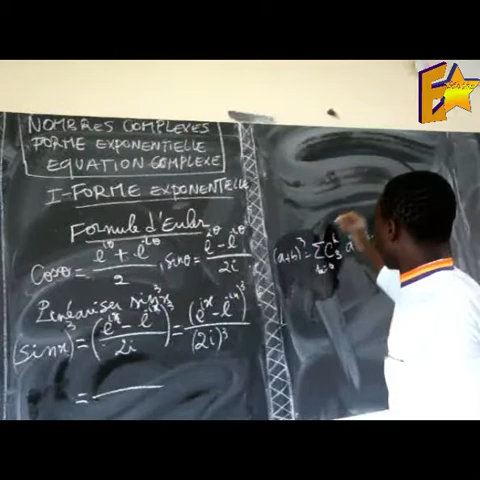 NOMBRES COMPLEXES
FORME EXPONENTIELLE
EQUATION COMPLEXE
I-FORME EXPONENTIELLE
Formule d'Euler
Cosθ = (e^{iθ} + e^{-iθ})/2, sinθ = (e^{iθ} - e^{-iθ})/2i
Linéariser sin³x
(sinx)³ = ((e^{ix} - e^{-ix})/2i)³ = (e^{ix} - e^{-ix})³/(2i)³
=
(a+b)³ = ∑ C